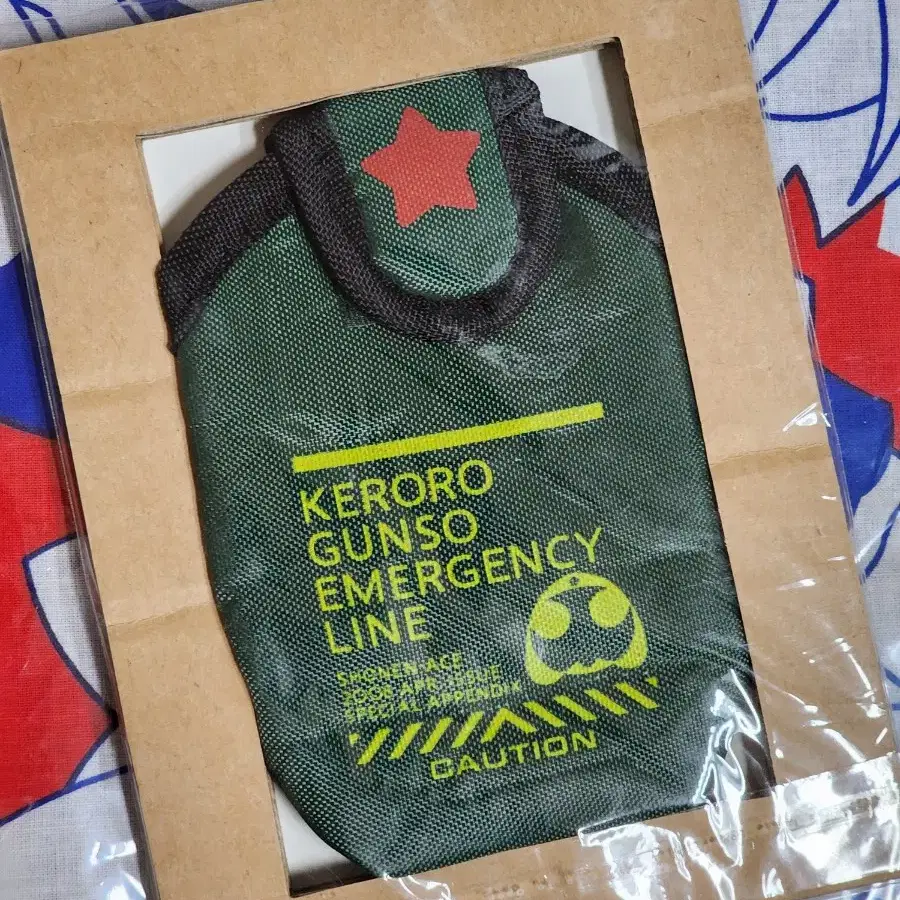 KERORO
GUNSO
EMERGENCY
LINE
SHONEN ACE
2008 APR ISSUE
SPECIAL APPENDIX
CAUTION